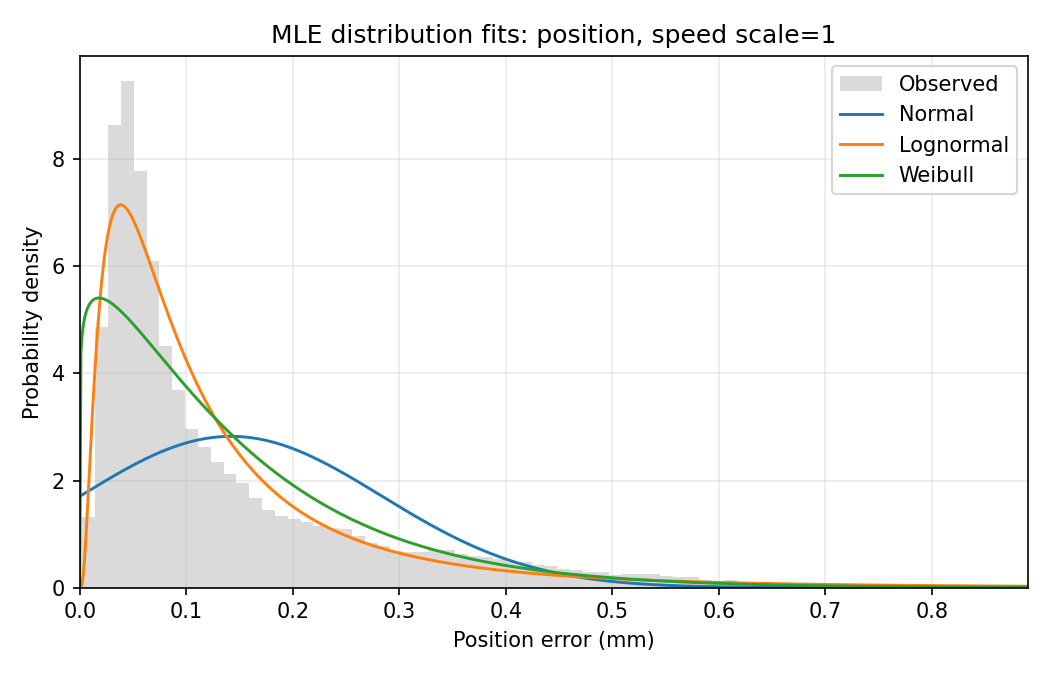 MLE distribution fits: position, speed scale=1
Observed
Normal
Lognormal
Weibull
Probability density
8
6
4
2
0
0.0 0.1 0.2 0.3 0.4 0.5 0.6 0.7 0.8
Position error (mm)